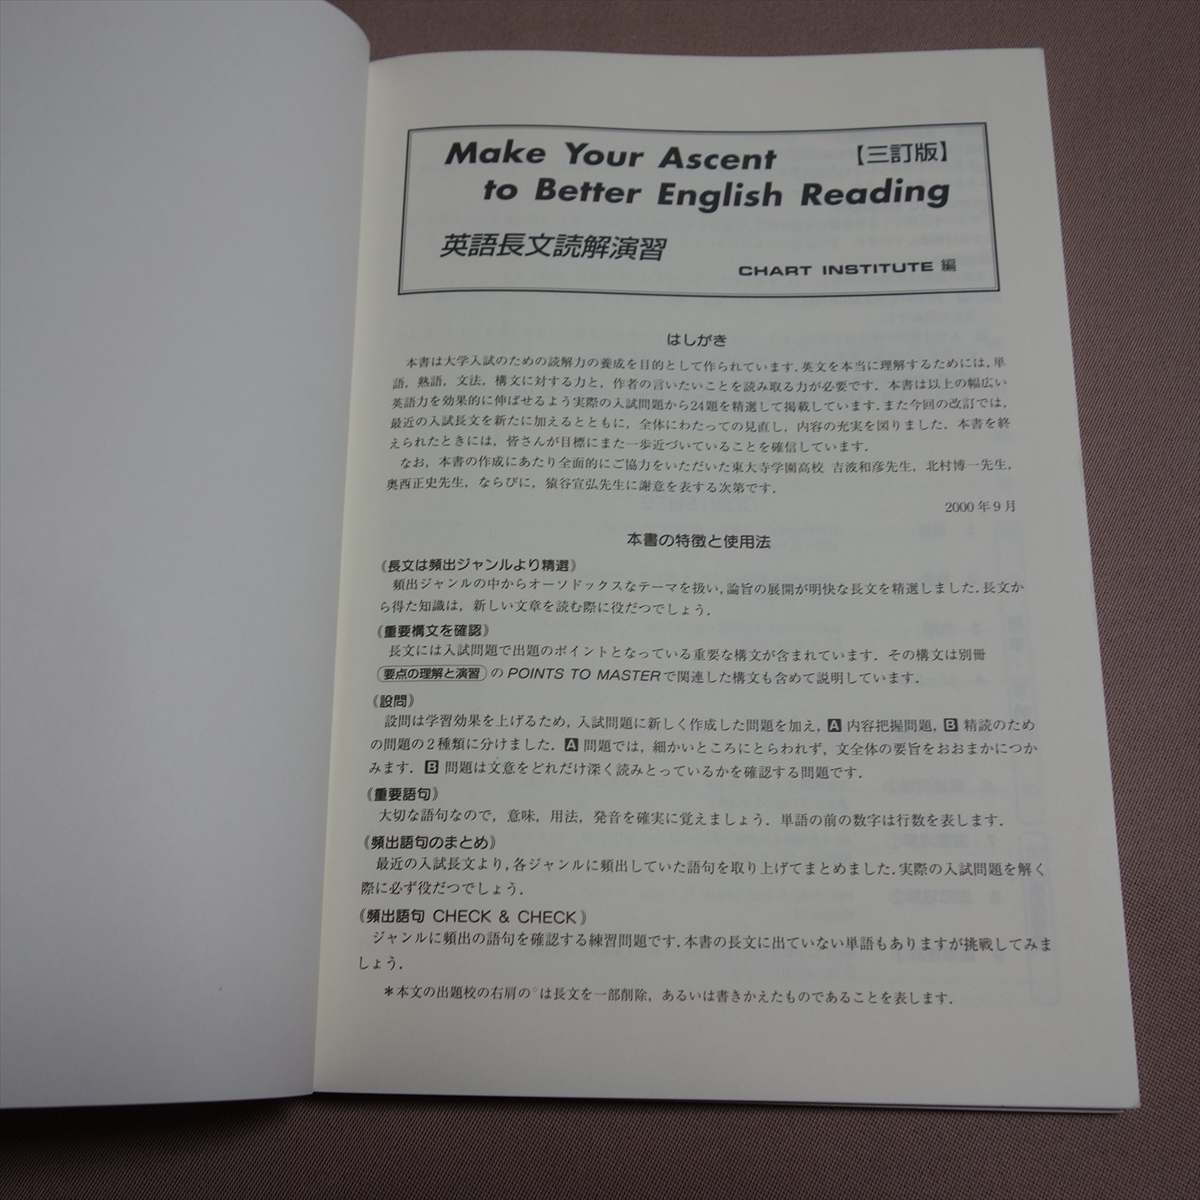 Make Your Ascent 【三訂版】
to Better English Reading
英語長文読解演習
CHART INSTITUTE 編
はしがき
本書は大学入試のための読解力の養成を目的として作られています．英文を本当に理解するためには，単
語，熟語，文法，構文に対する力と，作者の言いたいことを読み取る力が必要です．本書は以上の幅広い
英語力を効果的に伸ばせるよう実際の入試問題から24題を精選して掲載しています．また今回の改訂では，
最近の入試長文を新たに加えるとともに，全体にわたっての見直し，内容の充実を図りました．本書を終
えられたときには，皆さんが目標にまた一歩近づいていることを確信しています．
なお，本書の作成にあたり全面的にご協力をいただいた東大寺学園高校 吉波和彦先生，北村博一先生，
奥西正史先生，ならびに，猿谷宣弘先生に謝意を表する次第です．
2000年9月
本書の特徴と使用法
《長文は頻出ジャンルより精選》
頻出ジャンルの中からオーソドックスなテーマを扱い，論旨の展開が明快な長文を精選しました．長文か
ら得た知識は，新しい文章を読む際に役だつでしょう．
《重要構文を確認》
長文には入試問題で出題のポイントとなっている重要な構文が含まれています．その構文は別冊
要点の理解と演習 の POINTS TO MASTERで関連した構文も含めて説明しています．
《設問》
設問は学習効果を上げるため，入試問題に新しく作成した問題を加え，A 内容把握問題，B 精読のため
の問題の2種類に分けました．A 問題では，細かいところにとらわれず，文全体の要旨をおおまかにつか
みます．B 問題は文意をどれだけ深く読みとっているかを確認する問題です．
《重要語句》
大切な語句なので，意味，用法，発音を確実に覚えましょう．単語の前の数字は行数を表します．
《頻出語句のまとめ》
最近の入試長文より，各ジャンルに頻出していた語句を取り上げてまとめました．実際の入試問題を解く
際に必ず役だつでしょう．
《頻出語句 CHECK & CHECK》
ジャンルに頻出の語句を確認する練習問題です．本書の長文に出ていない単語もありますが挑戦してみま
しょう．
＊本文の出題校の右肩の°は長文を一部削除，あるいは書きかえたものであることを表します．